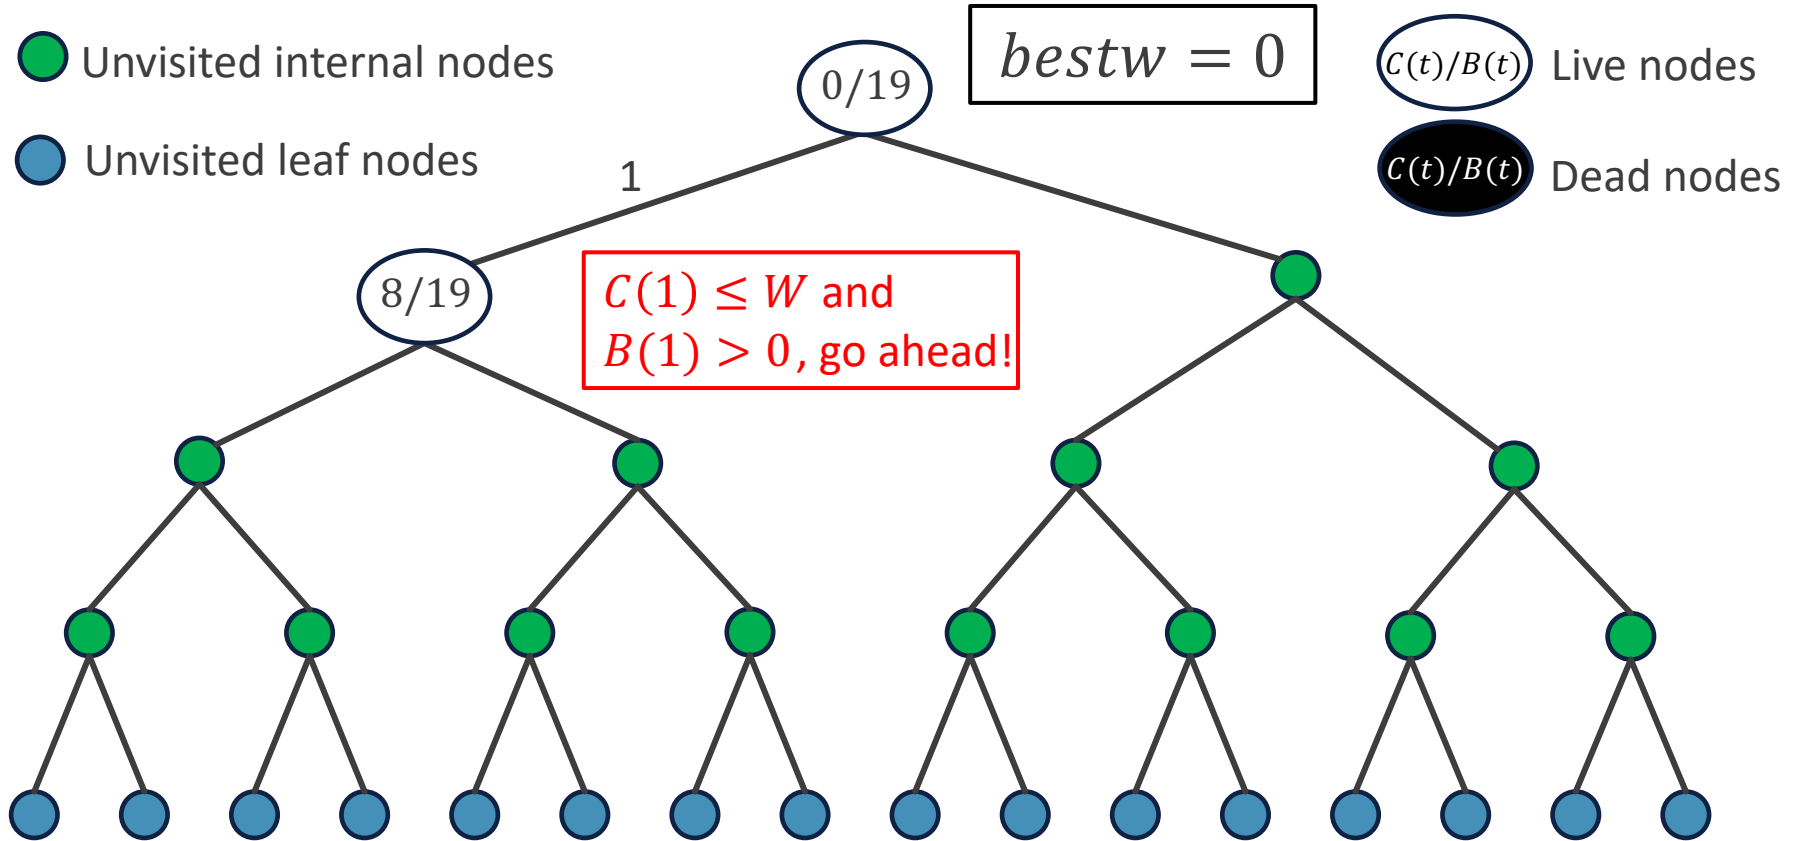 Unvisited internal nodes
0/19
bestw = 0
C(t)/B(t)
Live nodes
Unvisited leaf nodes
1
C(t)/B(t)
Dead nodes
8/19
C(1) ≤ W and
B(1) > 0, go ahead!